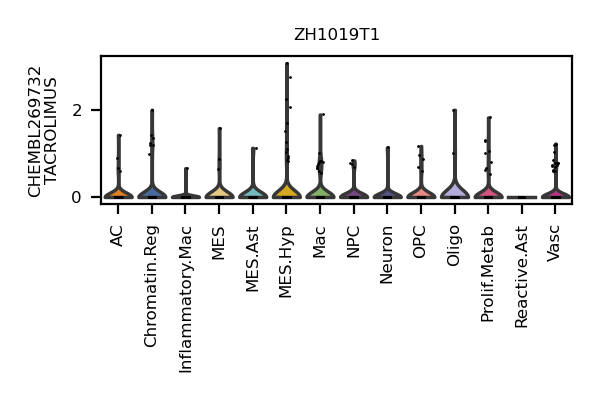 ZH1019T1
CHEMBL269732
TACROLIMUS
2
0
AC
Chromatin.Reg
Inflammatory.Mac
MES
MES.Ast
MES.Hyp
Mac
NPC
Neuron
OPC
Oligo
Prolif.Metab
Reactive.Ast
Vasc